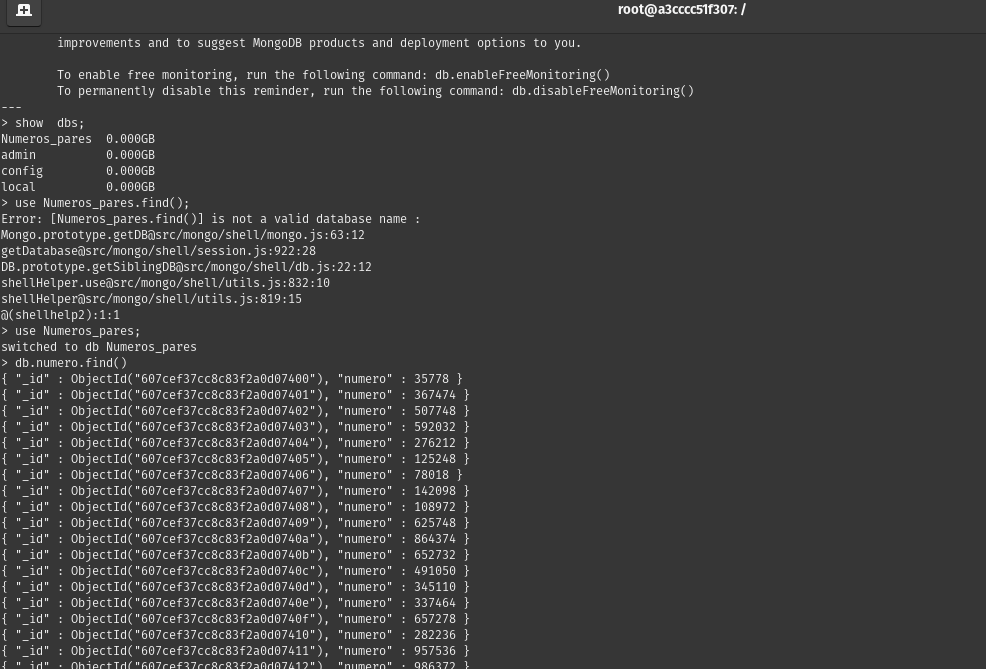 root@a3cccc51f307: /
improvements and to suggest MongoDB products and deployment options to you.
To enable free monitoring, run the following command: db.enableFreeMonitoring()
To permanently disable this reminder, run the following command: db.disableFreeMonitoring()
---
> show  dbs;
Numeros_pares  0.000GB
admin          0.000GB
config         0.000GB
local          0.000GB
> use Numeros_pares.find();
Error: [Numeros_pares.find()] is not a valid database name :
Mongo.prototype.getDB@src/mongo/shell/mongo.js:63:12
getDatabase@src/mongo/shell/session.js:922:28
DB.prototype.getSiblingDB@src/mongo/shell/db.js:22:12
shellHelper.use@src/mongo/shell/utils.js:832:10
shellHelper@src/mongo/shell/utils.js:819:15
@(shellhelp2):1:1
> use Numeros_pares;
switched to db Numeros_pares
> db.numero.find()
{ "_id" : ObjectId("607cef37cc8c83f2a0d07400"), "numero" : 35778 }
{ "_id" : ObjectId("607cef37cc8c83f2a0d07401"), "numero" : 367474 }
{ "_id" : ObjectId("607cef37cc8c83f2a0d07402"), "numero" : 507748 }
{ "_id" : ObjectId("607cef37cc8c83f2a0d07403"), "numero" : 592032 }
{ "_id" : ObjectId("607cef37cc8c83f2a0d07404"), "numero" : 276212 }
{ "_id" : ObjectId("607cef37cc8c83f2a0d07405"), "numero" : 125248 }
{ "_id" : ObjectId("607cef37cc8c83f2a0d07406"), "numero" : 78018 }
{ "_id" : ObjectId("607cef37cc8c83f2a0d07407"), "numero" : 142098 }
{ "_id" : ObjectId("607cef37cc8c83f2a0d07408"), "numero" : 108972 }
{ "_id" : ObjectId("607cef37cc8c83f2a0d07409"), "numero" : 625748 }
{ "_id" : ObjectId("607cef37cc8c83f2a0d0740a"), "numero" : 864374 }
{ "_id" : ObjectId("607cef37cc8c83f2a0d0740b"), "numero" : 652732 }
{ "_id" : ObjectId("607cef37cc8c83f2a0d0740c"), "numero" : 491050 }
{ "_id" : ObjectId("607cef37cc8c83f2a0d0740d"), "numero" : 345110 }
{ "_id" : ObjectId("607cef37cc8c83f2a0d0740e"), "numero" : 337464 }
{ "_id" : ObjectId("607cef37cc8c83f2a0d0740f"), "numero" : 657278 }
{ "_id" : ObjectId("607cef37cc8c83f2a0d07410"), "numero" : 282236 }
{ "_id" : ObjectId("607cef37cc8c83f2a0d07411"), "numero" : 957536 }
{ "_id" : ObjectId("607cef37cc8c83f2a0d07412"), "numero" : 986372 }